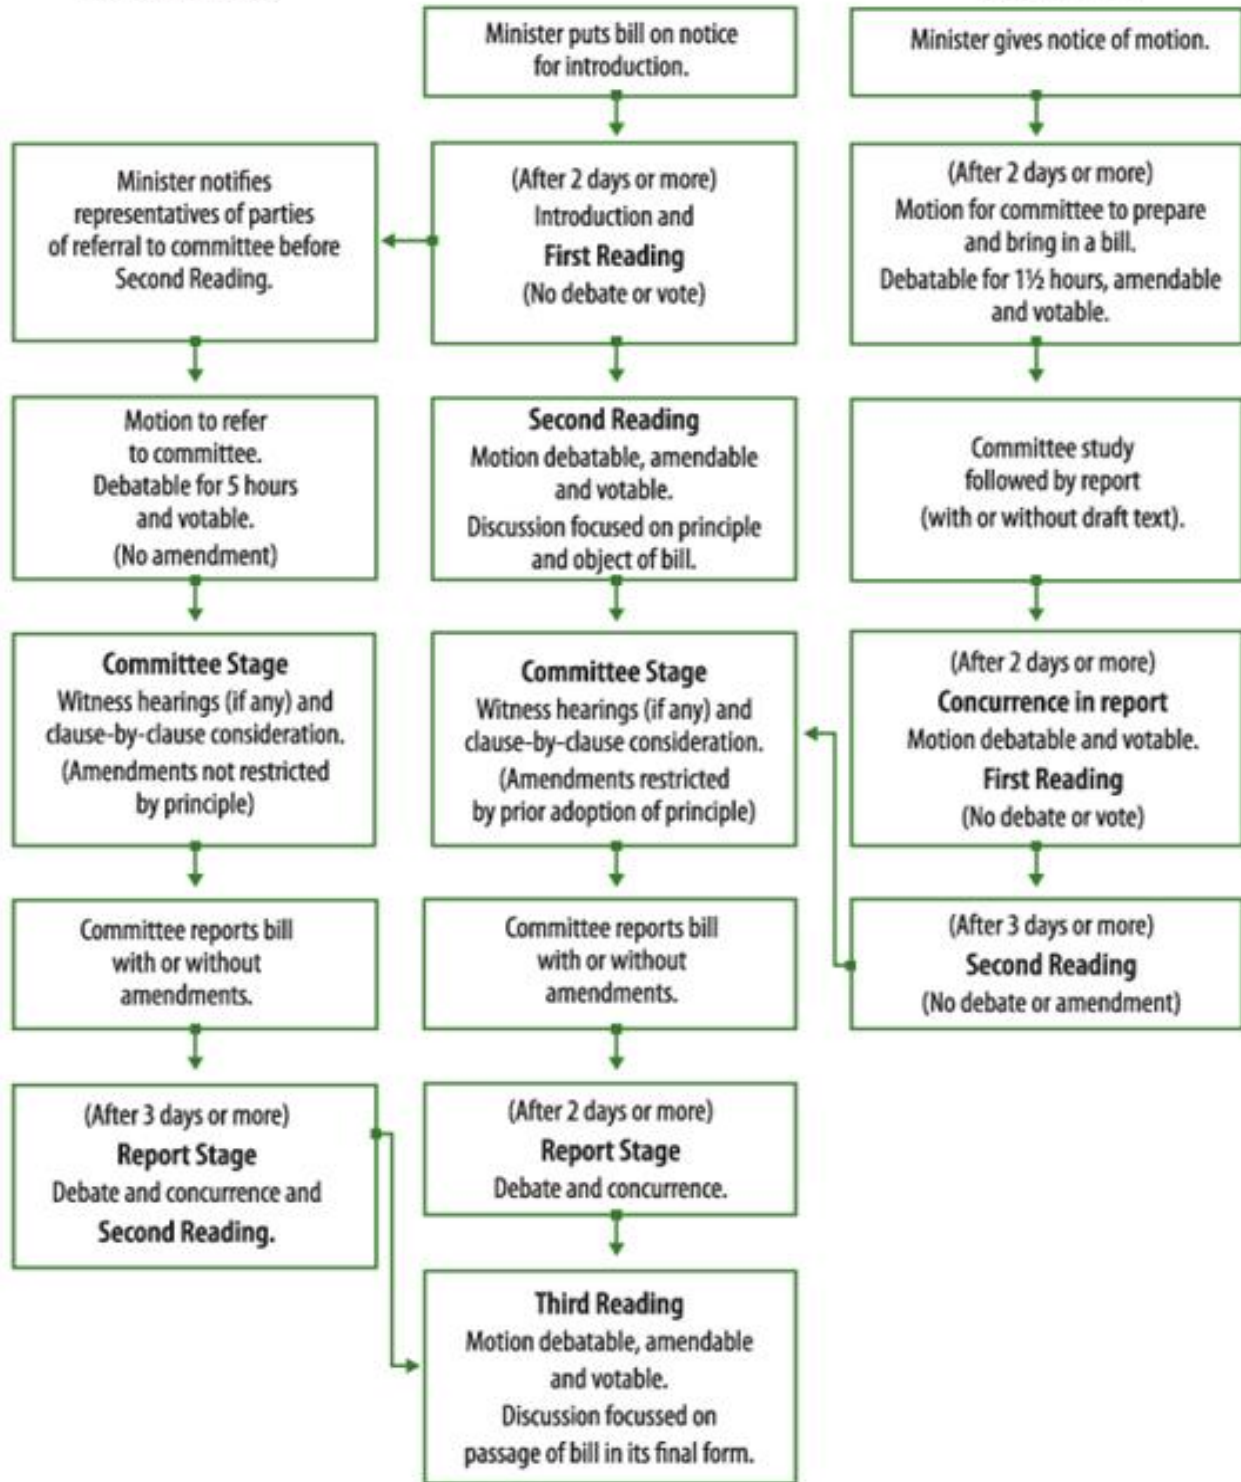 Minister puts bill on notice
for introduction.
Minister gives notice of motion.
Minister notifies
representatives of parties
of referral to committee before
Second Reading.
(After 2 days or more)
Introduction and
First Reading
(No debate or vote)
(After 2 days or more)
Motion for committee to prepare
and bring in a bill.
Debatable for 1½ hours, amendable
and votable.
Motion to refer
to committee.
Debatable for 5 hours
and votable.
(No amendment)
Second Reading
Motion debatable, amendable
and votable.
Discussion focused on principle
and object of bill.
Committee study
followed by report
(with or without draft text).
Committee Stage
Witness hearings (if any) and
clause-by-clause consideration.
(Amendments not restricted
by principle)
Committee Stage
Witness hearings (if any) and
clause-by-clause consideration.
(Amendments restricted
by prior adoption of principle)
(After 2 days or more)
Concurrence in report
Motion debatable and votable.
First Reading
(No debate or vote)
Committee reports bill
with or without
amendments.
Committee reports bill
with or without
amendments.
(After 3 days or more)
Second Reading
(No debate or amendment)
(After 3 days or more)
Report Stage
Debate and concurrence and
Second Reading.
(After 2 days or more)
Report Stage
Debate and concurrence.
Third Reading
Motion debatable, amendable
and votable.
Discussion focussed on
passage of bill in its final form.